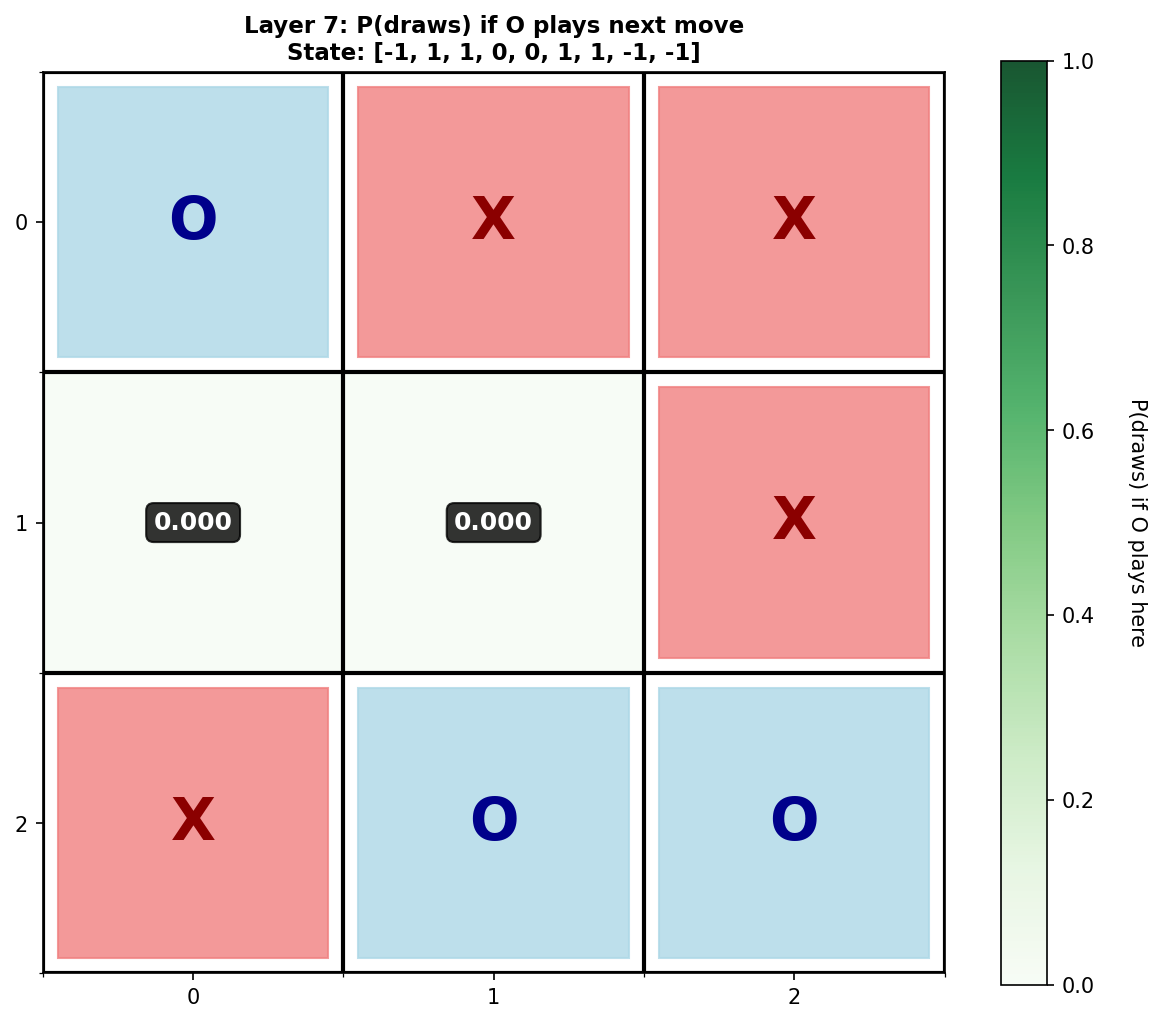 Layer 7: P(draws) if O plays next move
State: [-1, 1, 1, 0, 0, 1, 1, -1, -1]
0
O
X
X
1
0.000
0.000
X
2
X
O
O
0
1
2
1.0
0.8
0.6
0.4
0.2
0.0
P(draws) if O plays here